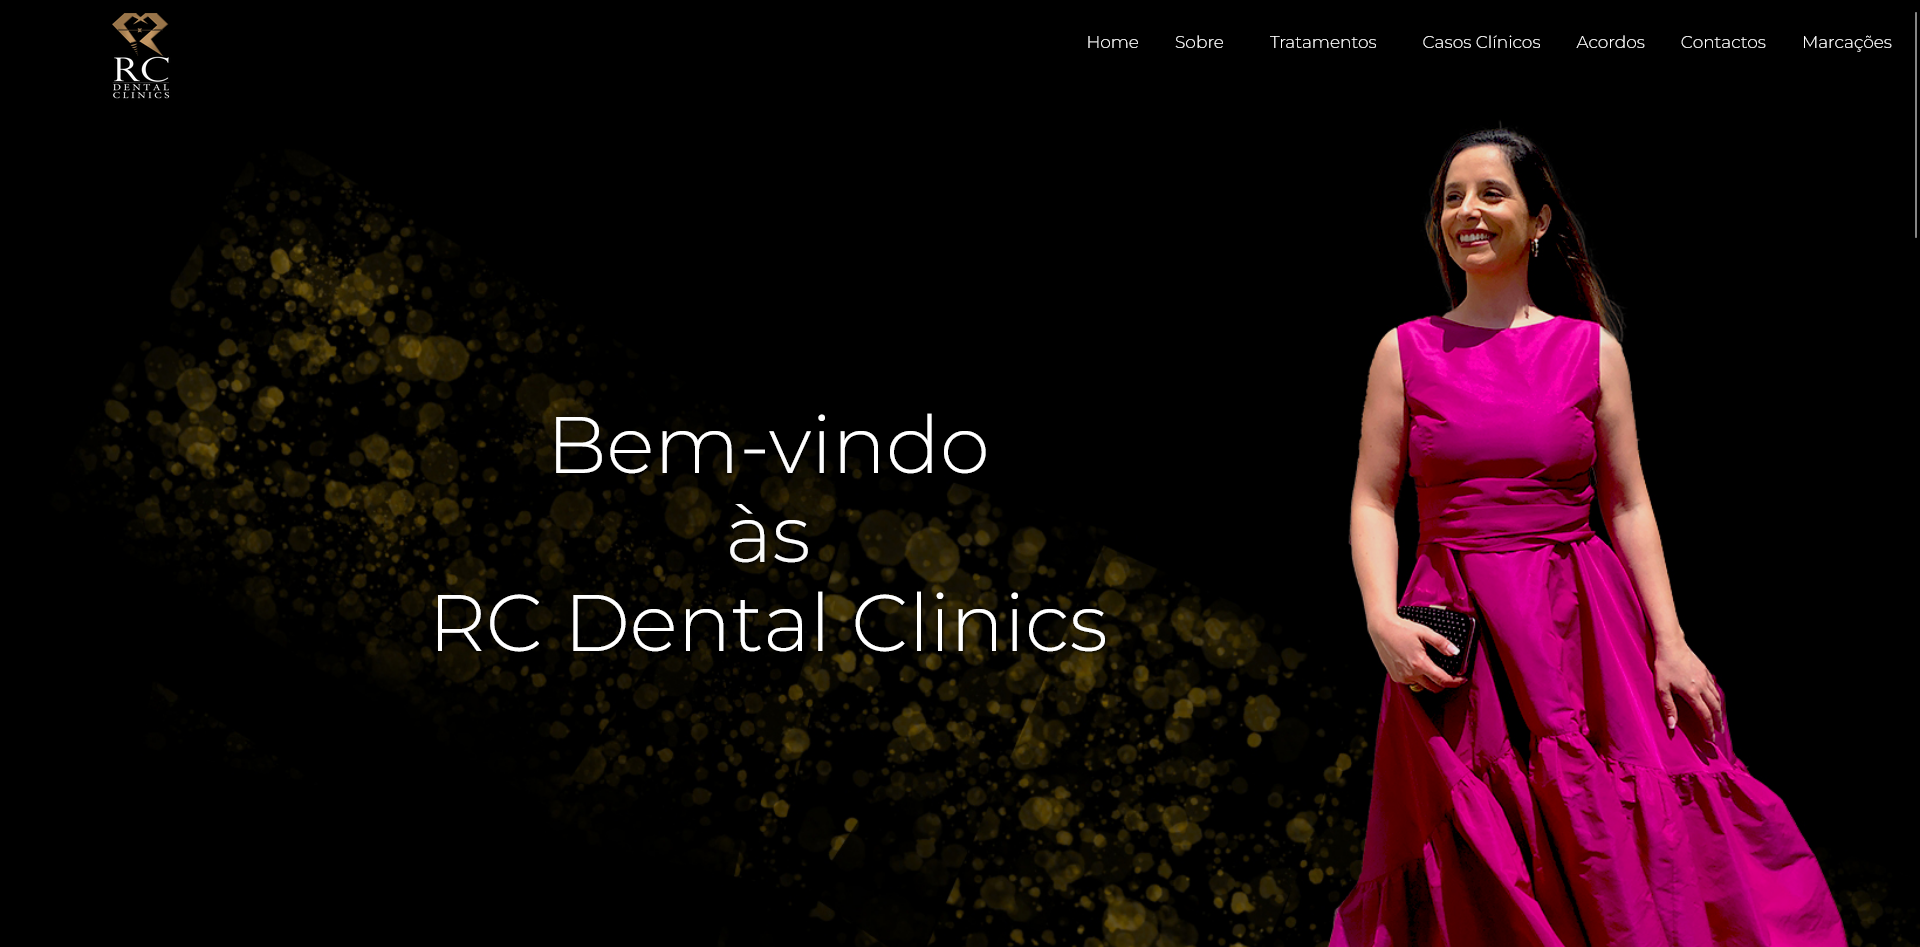 RC
DENTAL
CLINICS
Home Sobre Tratamentos Casos Clínicos Acordos Contactos Marcações
Bem-vindo
às
RC Dental Clinics